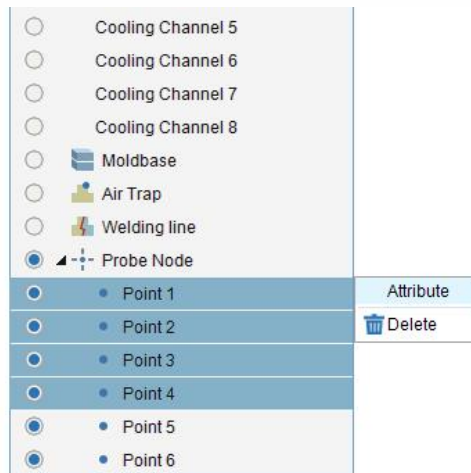 Cooling Channel 5
Cooling Channel 6
Cooling Channel 7
Cooling Channel 8
Moldbase
Air Trap
Welding line
Probe Node
Point 1
Point 2
Point 3
Point 4
Point 5
Point 6
Attribute
Delete